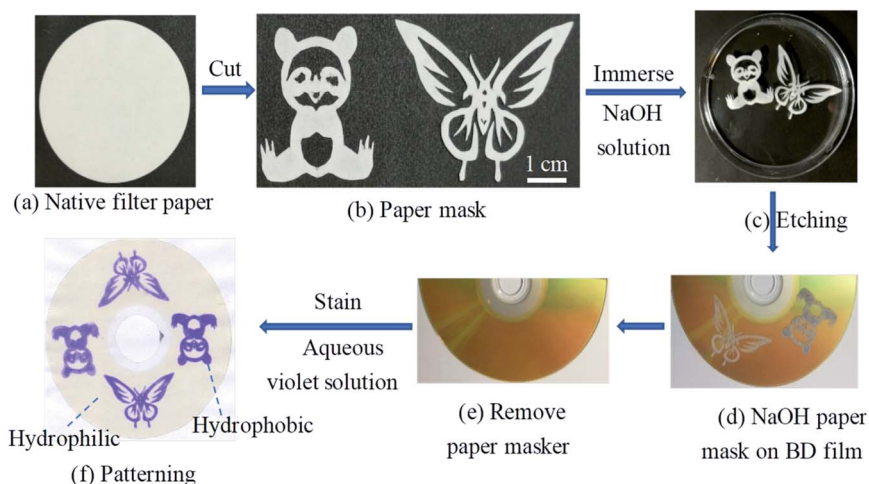 Cut
Immerse
NaOH
solution
1 cm
(a) Native filter paper
(b) Paper mask
(c) Etching
Stain
Aqueous
violet solution
Hydrophilic
Hydrophobic
(e) Remove
paper masker
(d) NaOH paper
mask on BD film
(f) Patterning